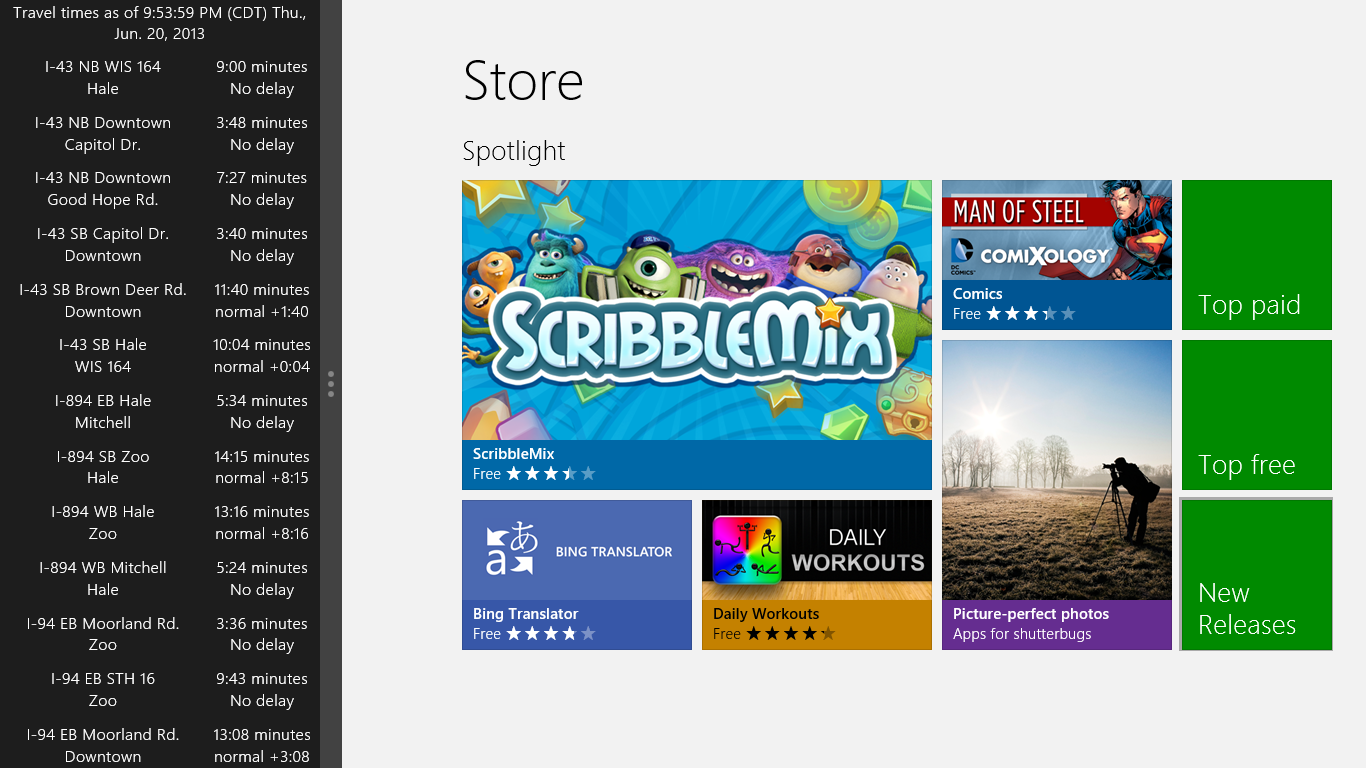 Travel times as of 9:53:59 PM (CDT) Thu.,
Jun. 20, 2013
I-43 NB WIS 164 9:00 minutes
Hale No delay
I-43 NB Downtown 3:48 minutes
Capitol Dr. No delay
I-43 NB Downtown 7:27 minutes
Good Hope Rd. No delay
I-43 SB Capitol Dr. 3:40 minutes
Downtown No delay
I-43 SB Brown Deer Rd. 11:40 minutes
Downtown normal +1:40
I-43 SB Hale 10:04 minutes
WIS 164 normal +0:04
I-894 EB Hale 5:34 minutes
Mitchell No delay
I-894 SB Zoo 14:15 minutes
Hale normal +8:15
I-894 WB Hale 13:16 minutes
Zoo normal +8:16
I-894 WB Mitchell 5:24 minutes
Hale No delay
I-94 EB Moorland Rd. 3:36 minutes
Zoo No delay
I-94 EB STH 16 9:43 minutes
Zoo No delay
I-94 EB Moorland Rd. 13:08 minutes
Downtown normal +3:08
Store
Spotlight
SCRIBBLEMIX
ScribbleMix
Free
MAN OF STEEL
DC
COMICS
COMIXOLOGY
Comics
Free
Top paid
Top free
New
Releases
a あ
BING TRANSLATOR
Bing Translator
Free
DAILY
WORKOUTS
Daily Workouts
Free
Picture-perfect photos
Apps for shutterbugs